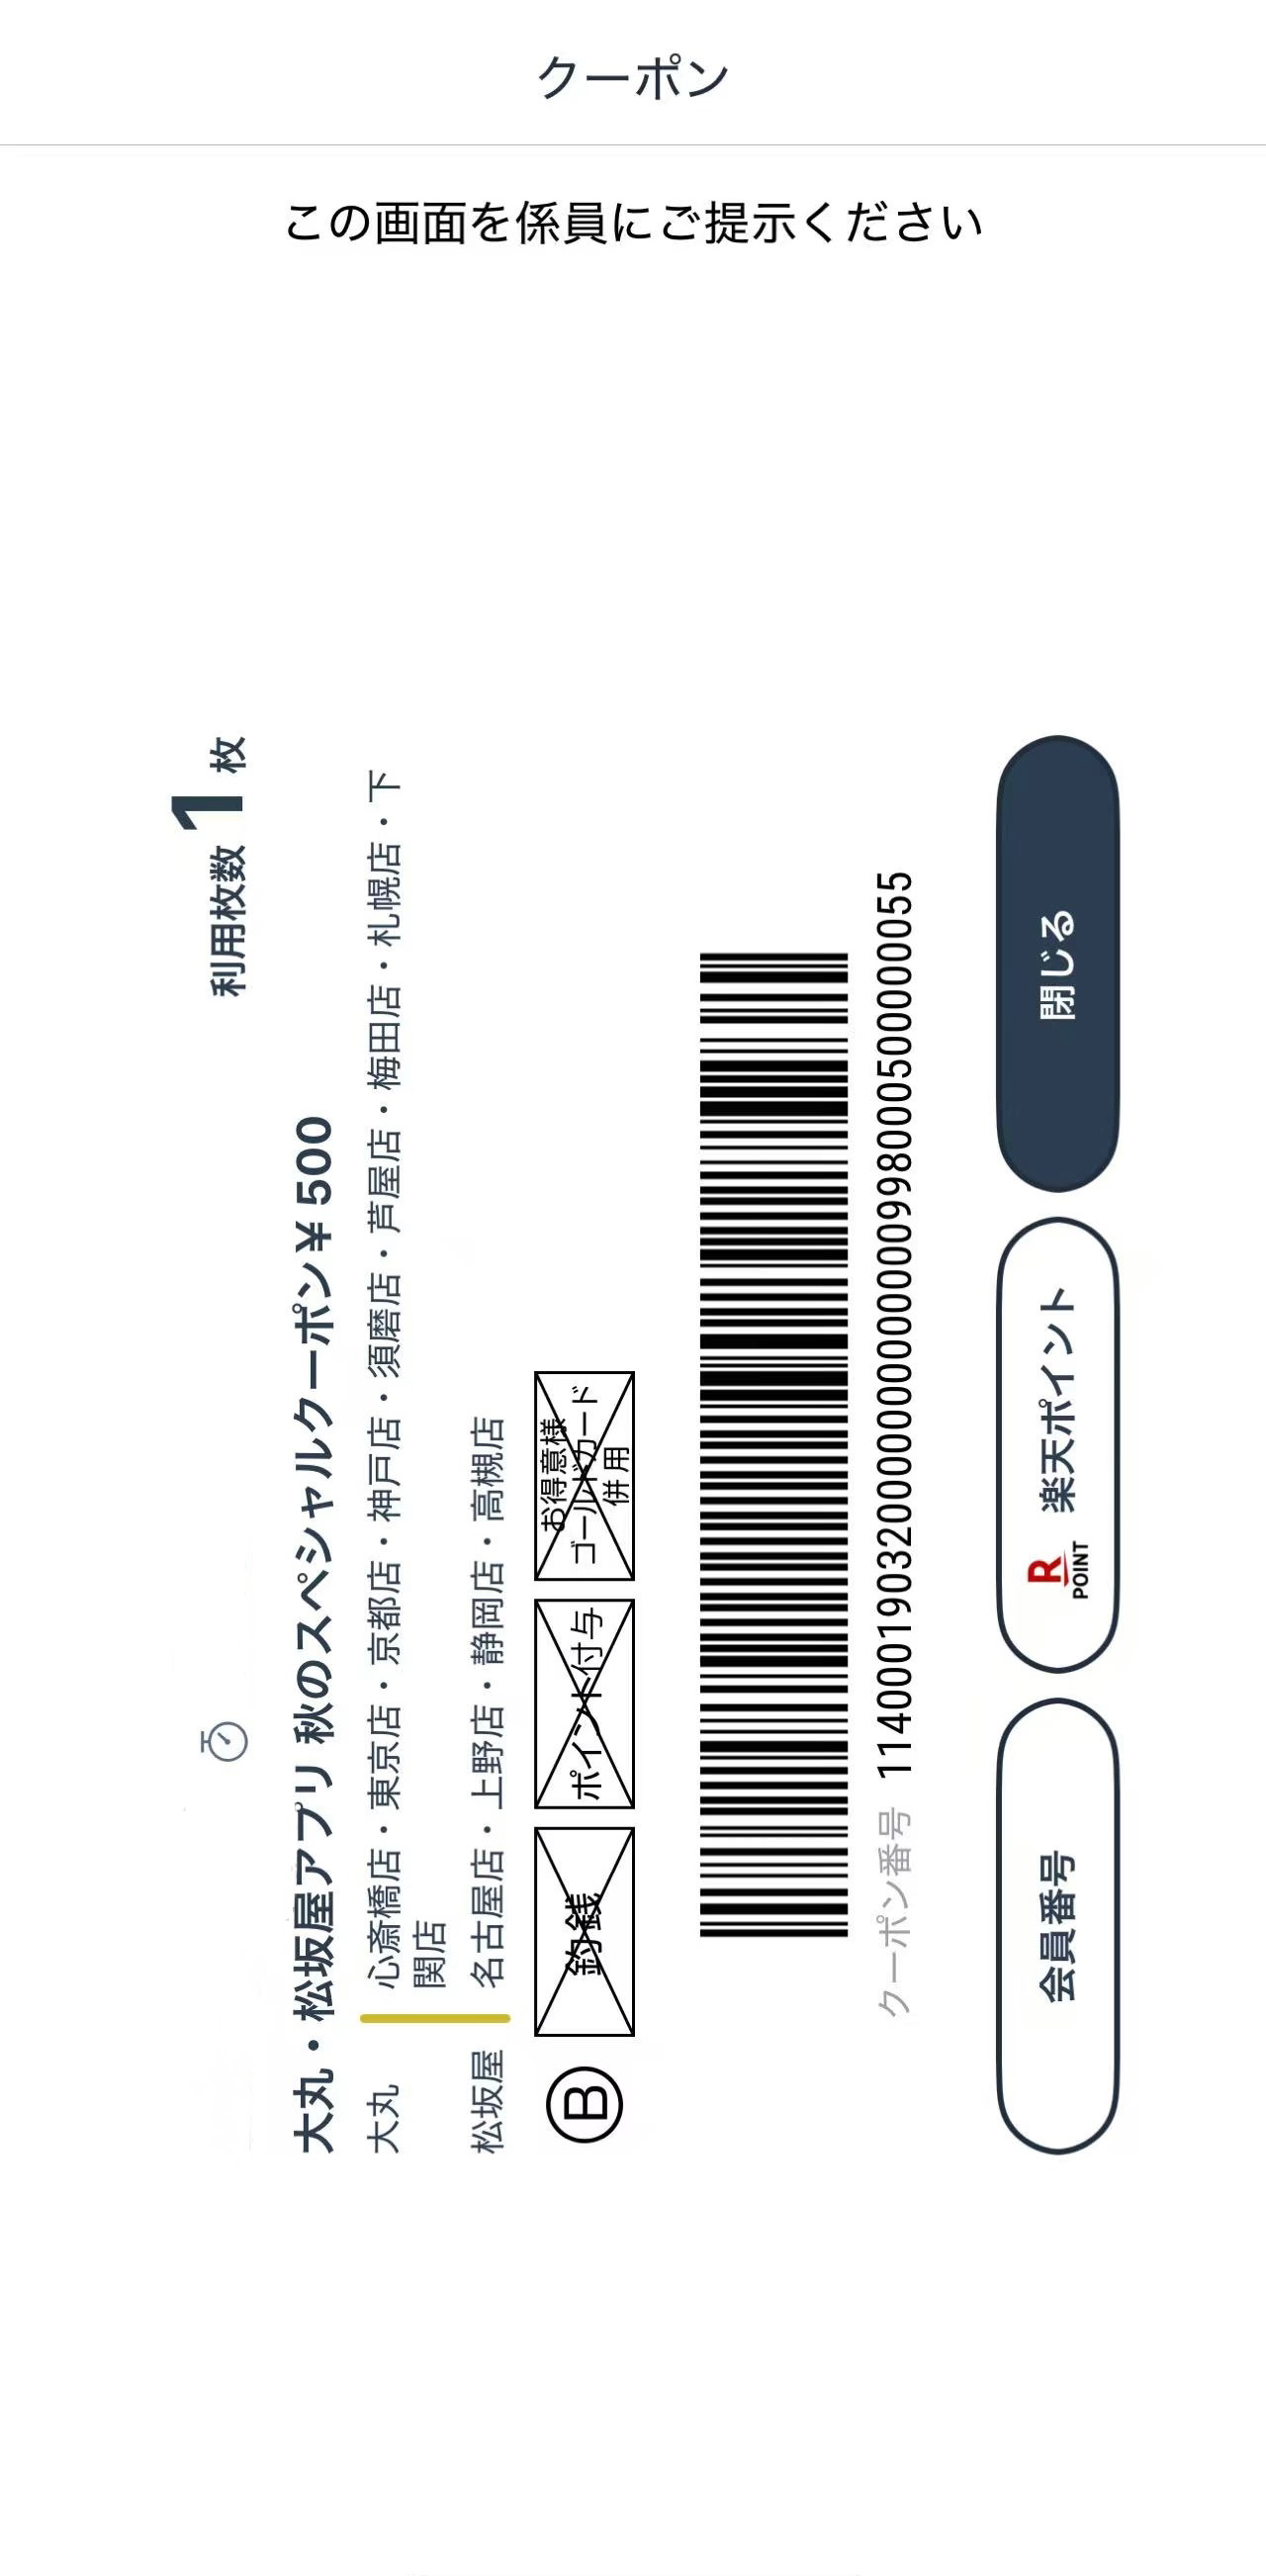 クーポン
この画面を係員にご提示ください
利用枚数 1 枚
大丸・松坂屋アプリ 秋のスペシャルクーポン¥500
大丸 心斎橋店・東京店・京都店・神戸店・須磨店・芦屋店・梅田店・札幌店・下
関店
松坂屋 名古屋店・上野店・静岡店・高槻店
B 釣銭 ポイント付与 お得意様
ゴールドカード
併用
クーポン番号 11400019032000000000009980005000000055
会員番号
R
POINT
楽天ポイント
閉じる